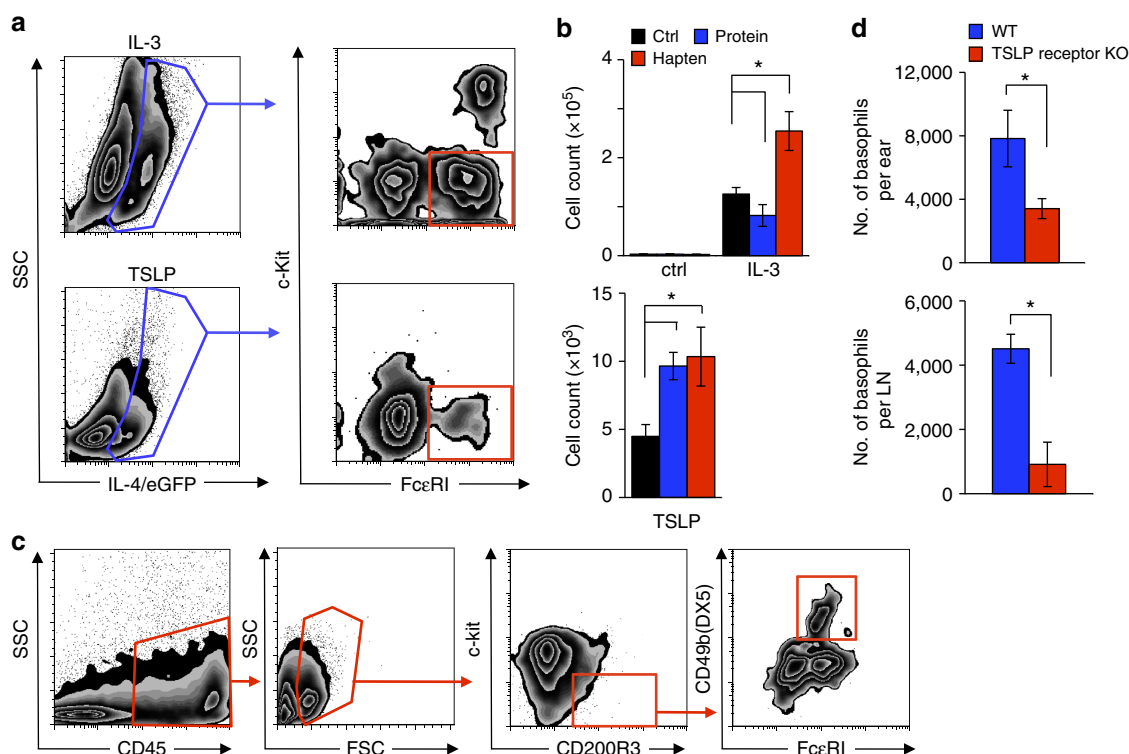 a
IL-3
SSC
TSLP
IL-4/eGFP
c-Kit
FcεRI
b
Ctrl Protein
Hapten
Cell count (×10⁵)
4
2
0
*
ctrl IL-3
Cell count (×10³)
15
10
5
0
*
TSLP
d
WT
TSLP receptor KO
No. of basophils
per ear
12,000
8,000
4,000
0
*
No. of basophils
per LN
6,000
4,000
2,000
0
*
c
SSC
CD45
SSC
FSC
c-kit
CD200R3
CD49b(DX5)
FcεRI